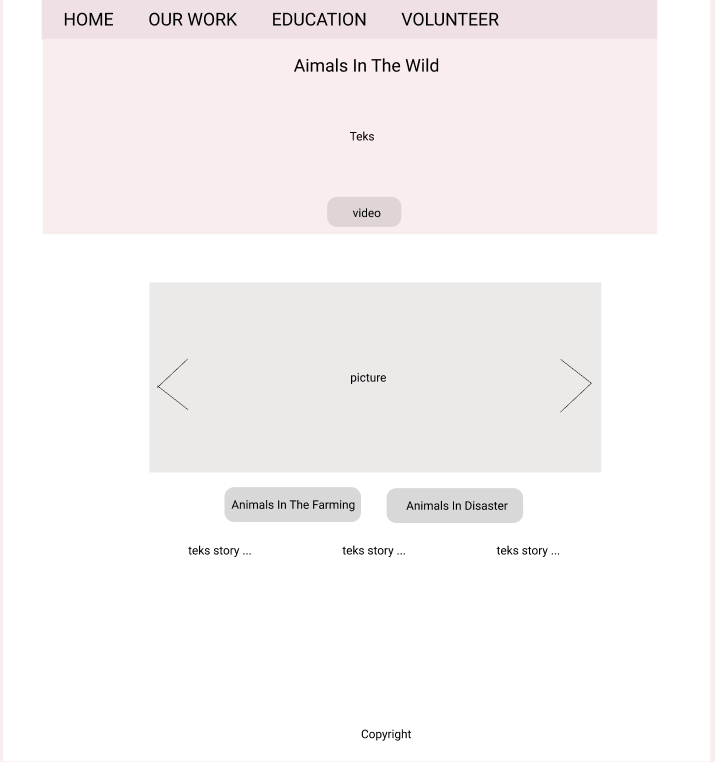 HOME OUR WORK EDUCATION VOLUNTEER
Aimals In The Wild
Teks
video
picture
Animals In The Farming Animals In Disaster
teks story ... teks story ... teks story ...
Copyright